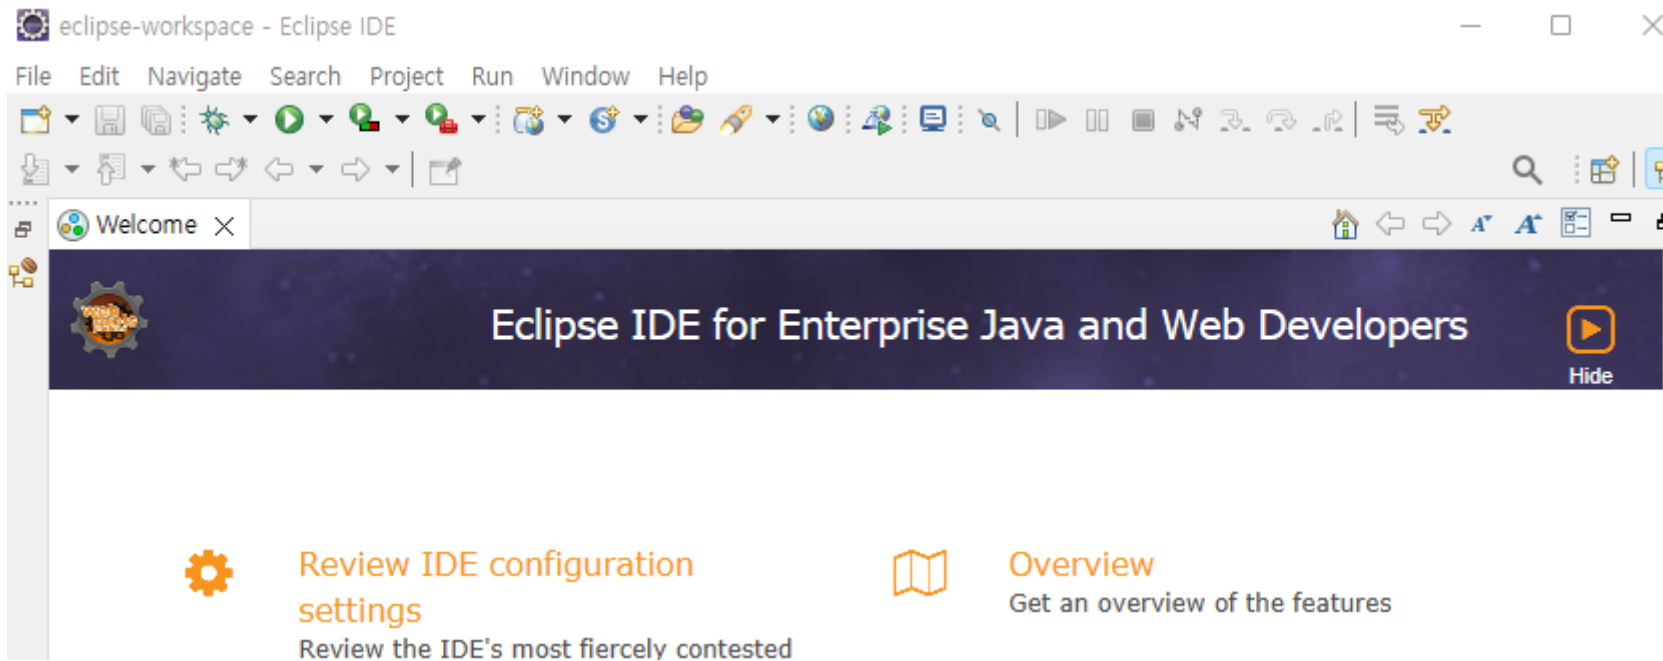 eclipse-workspace - Eclipse IDE
File Edit Navigate Search Project Run Window Help
Welcome
Eclipse IDE for Enterprise Java and Web Developers
Hide
Review IDE configuration
settings
Review the IDE's most fiercely contested
Overview
Get an overview of the features